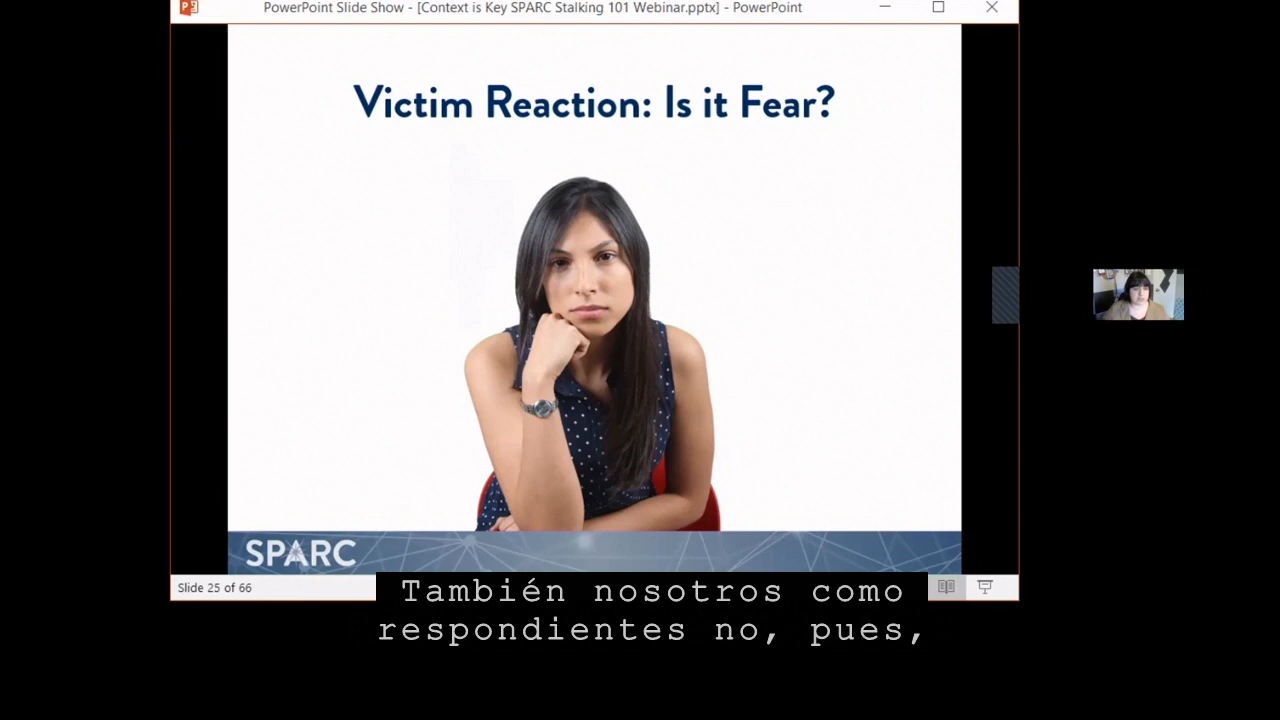 PowerPoint Slide Show - [Context is Key SPARC Stalking 101 Webinar.pptx] - PowerPoint
Victim Reaction: Is it Fear?
SPARC
Slide 25 of 66
También nosotros como
respondientes no, pues,